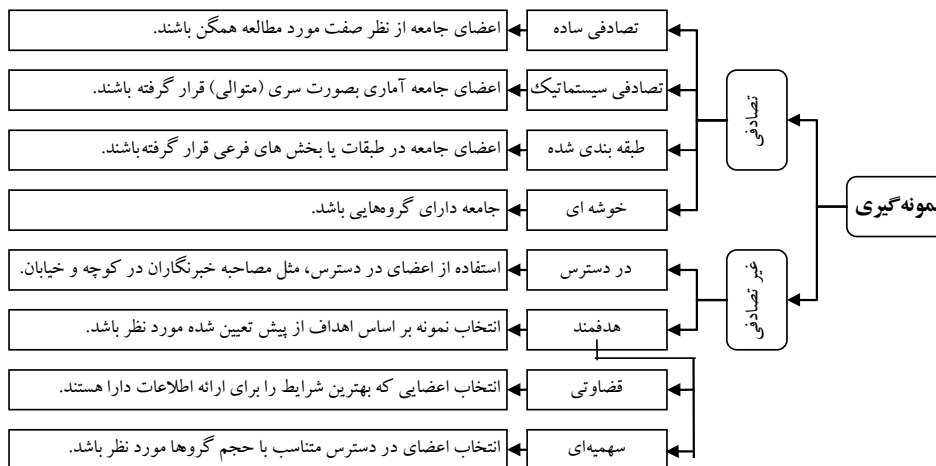 نمونه‌گیری
تصادفی
تصادفی ساده
اعضای جامعه از نظر صفت مورد مطالعه همگن باشند.
تصادفی سیستماتیک
اعضای جامعه آماری بصورت سری (متوالی) قرار گرفته باشند.
طبقه بندی شده
اعضای جامعه در طبقات یا بخش های فرعی قرار گرفته باشند.
خوشه ای
جامعه دارای گروه‌هایی باشد.
غیر تصادفی
در دسترس
استفاده از اعضای در دسترس، مثل مصاحبه خبرنگاران در کوچه و خیابان.
هدفمند
انتخاب نمونه بر اساس اهداف از پیش تعیین شده مورد نظر باشد.
قضاوتی
انتخاب اعضایی که بهترین شرایط را برای ارائه اطلاعات دارا هستند.
سهمیه‌ای
انتخاب اعضای در دسترس متناسب با حجم گروه‌ها مورد نظر باشد.